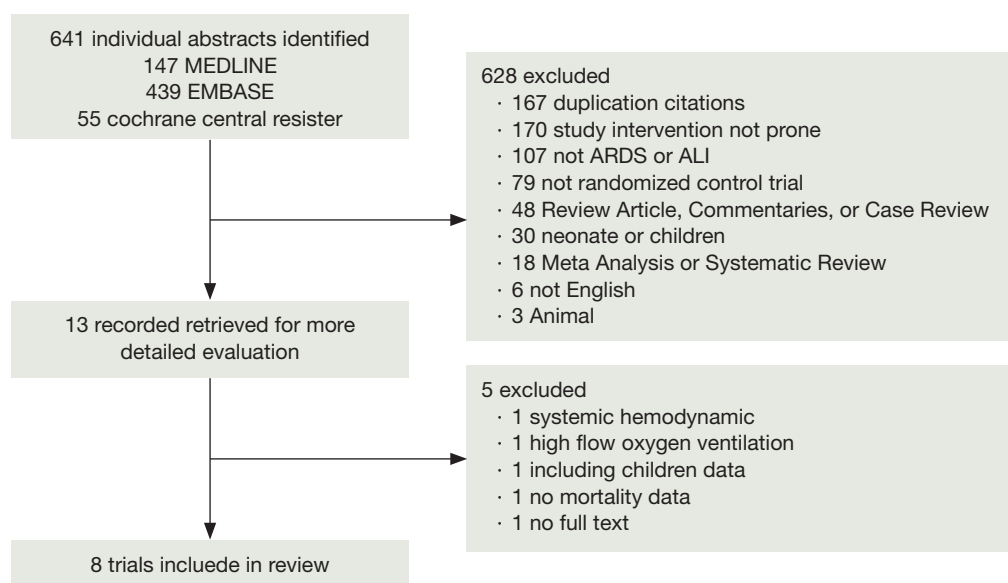 641 individual abstracts identified
147 MEDLINE
439 EMBASE
55 cochrane central resister
628 excluded
· 167 duplication citations
· 170 study intervention not prone
· 107 not ARDS or ALI
· 79 not randomized control trial
· 48 Review Article, Commentaries, or Case Review
· 30 neonate or children
· 18 Meta Analysis or Systematic Review
· 6 not English
· 3 Animal
13 recorded retrieved for more
detailed evaluation
5 excluded
· 1 systemic hemodynamic
· 1 high flow oxygen ventilation
· 1 including children data
· 1 no mortality data
· 1 no full text
8 trials incluede in review